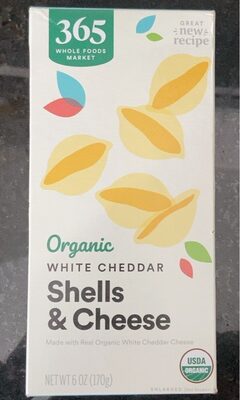 365
WHOLE FOODS
MARKET
GREAT
new
recipe
Organic
WHITE CHEDDAR
Shells
& Cheese
Made with Real Organic White Cheddar Cheese
USDA
ORGANIC
NET WT 6 OZ (170g)
ENLARGED